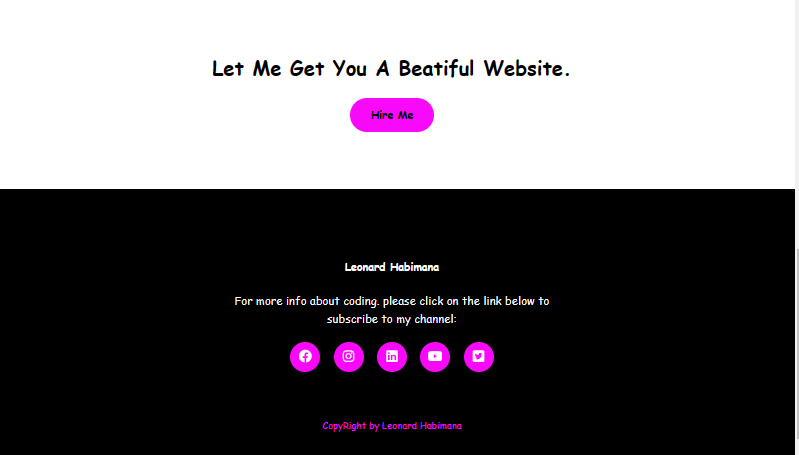 Let Me Get You A Beatiful Website.
Hire Me
Leonard Habimana
For more info about coding. please click on the link below to
subscribe to my channel:
CopyRight by Leonard Habimana